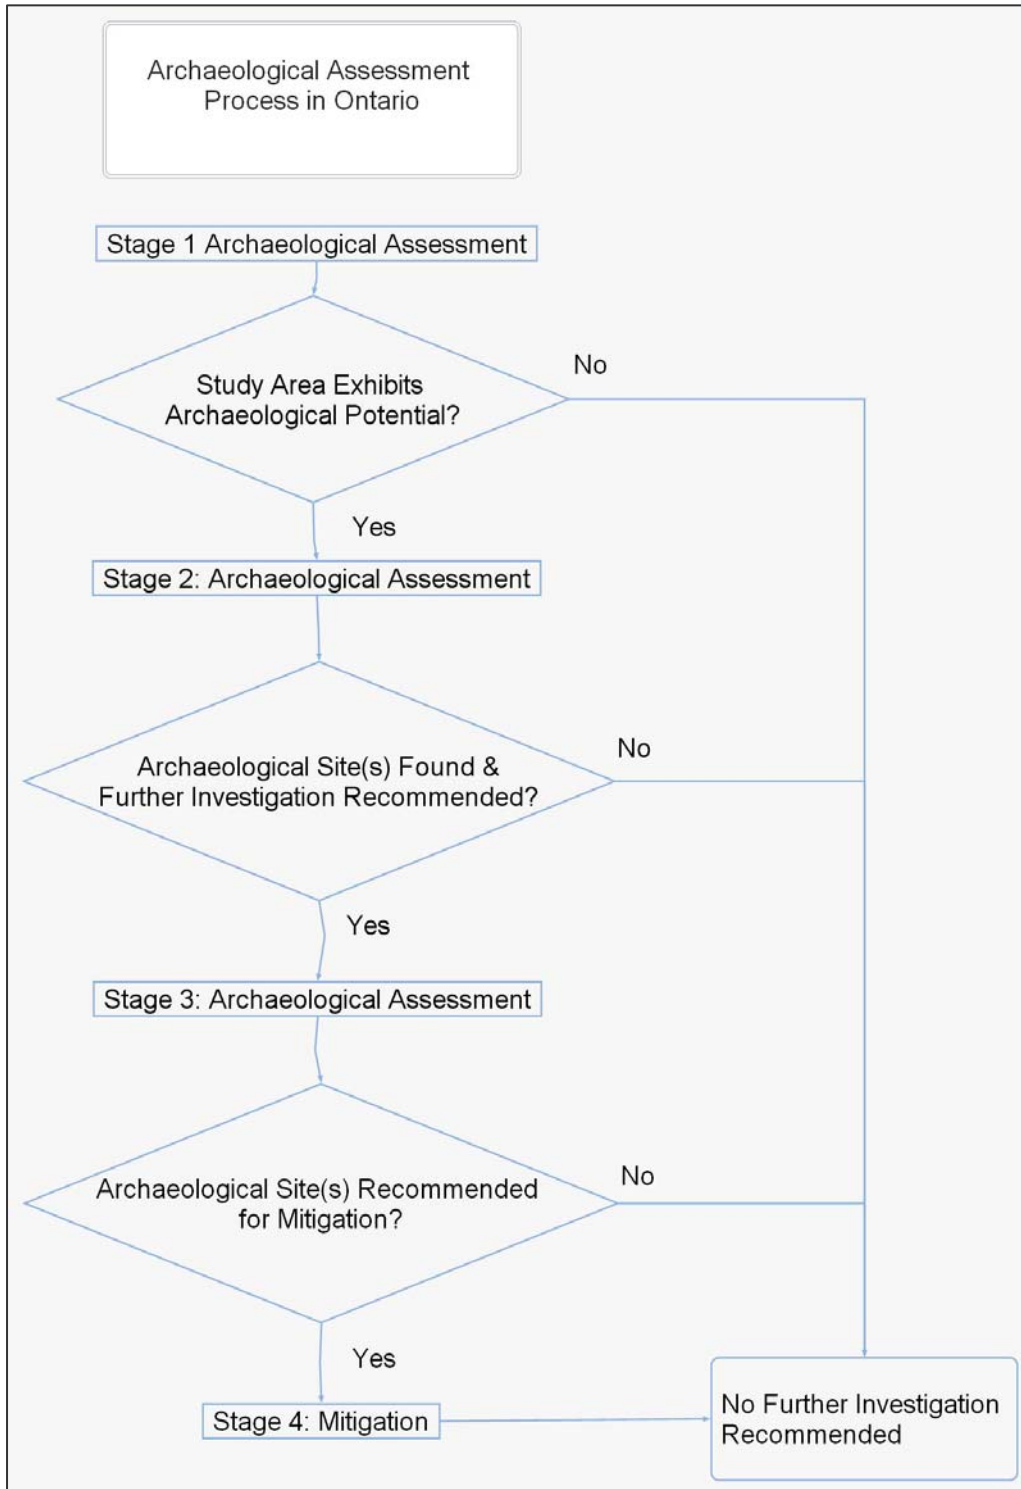 Archaeological Assessment
Process in Ontario
Stage 1 Archaeological Assessment
Study Area Exhibits
Archaeological Potential?
No
Yes
Stage 2: Archaeological Assessment
Archaeological Site(s) Found &
Further Investigation Recommended?
No
Yes
Stage 3: Archaeological Assessment
Archaeological Site(s) Recommended
for Mitigation?
No
Yes
Stage 4: Mitigation
No Further Investigation
Recommended